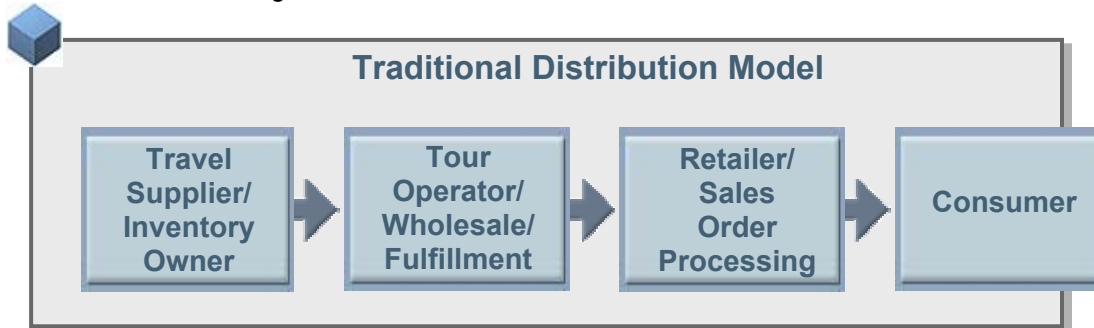 Traditional Distribution Model
Travel
Supplier/
Inventory
Owner
Tour
Operator/
Wholesale/
Fulfillment
Retailer/
Sales
Order
Processing
Consumer